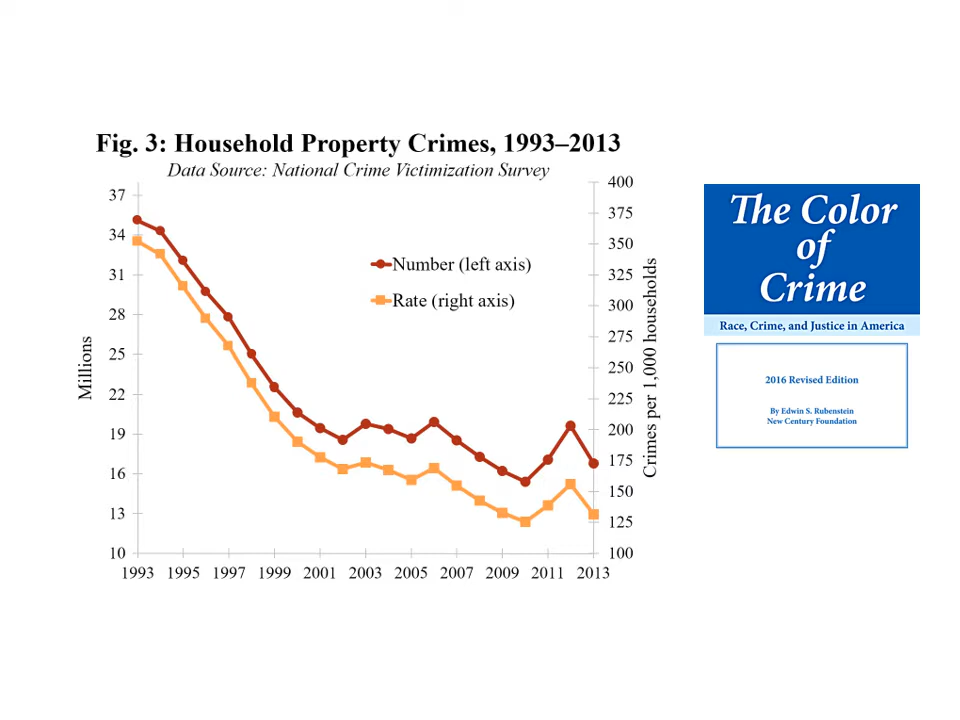 Fig. 3: Household Property Crimes, 1993–2013
Data Source: National Crime Victimization Survey
37
34
31
28
25
22
19
16
13
10
Millions
Number (left axis)
Rate (right axis)
400
375
350
325
300
275
250
225
200
175
150
125
100
Crimes per 1,000 households
1993 1995 1997 1999 2001 2003 2005 2007 2009 2011 2013
The Color
of
Crime
Race, Crime, and Justice in America
2016 Revised Edition
By Edwin S. Rubenstein
New Century Foundation